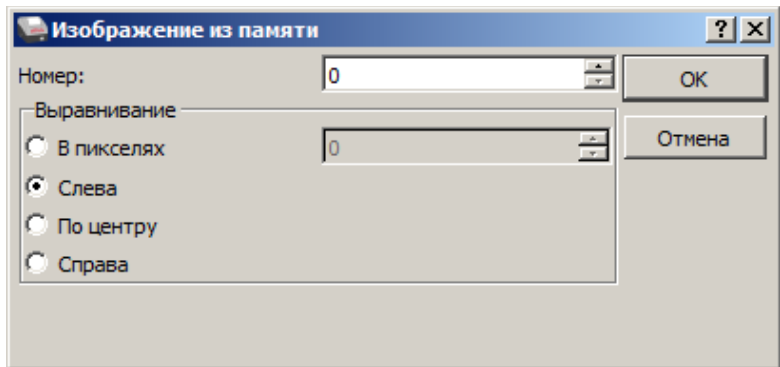 Изображение из памяти
Номер: 0 OK
Выравнивание
В пикселях 0 Отмена
Слева
По центру
Справа